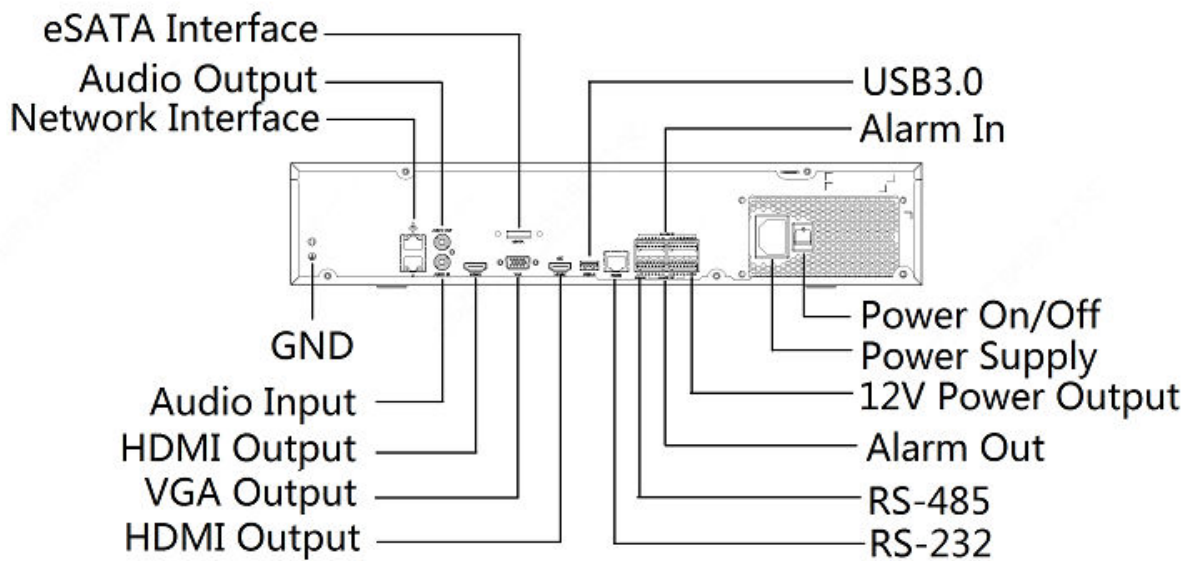 eSATA Interface
Audio Output
Network Interface
USB3.0
Alarm In
GND
Audio Input
HDMI Output
VGA Output
HDMI Output
Power On/Off
Power Supply
12V Power Output
Alarm Out
RS-485
RS-232